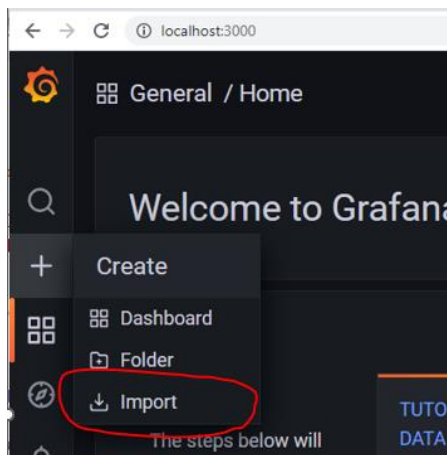 localhost:3000
General / Home
Welcome to Grafana
Create
Dashboard
Folder
Import
The steps below will
TUTO
DATA